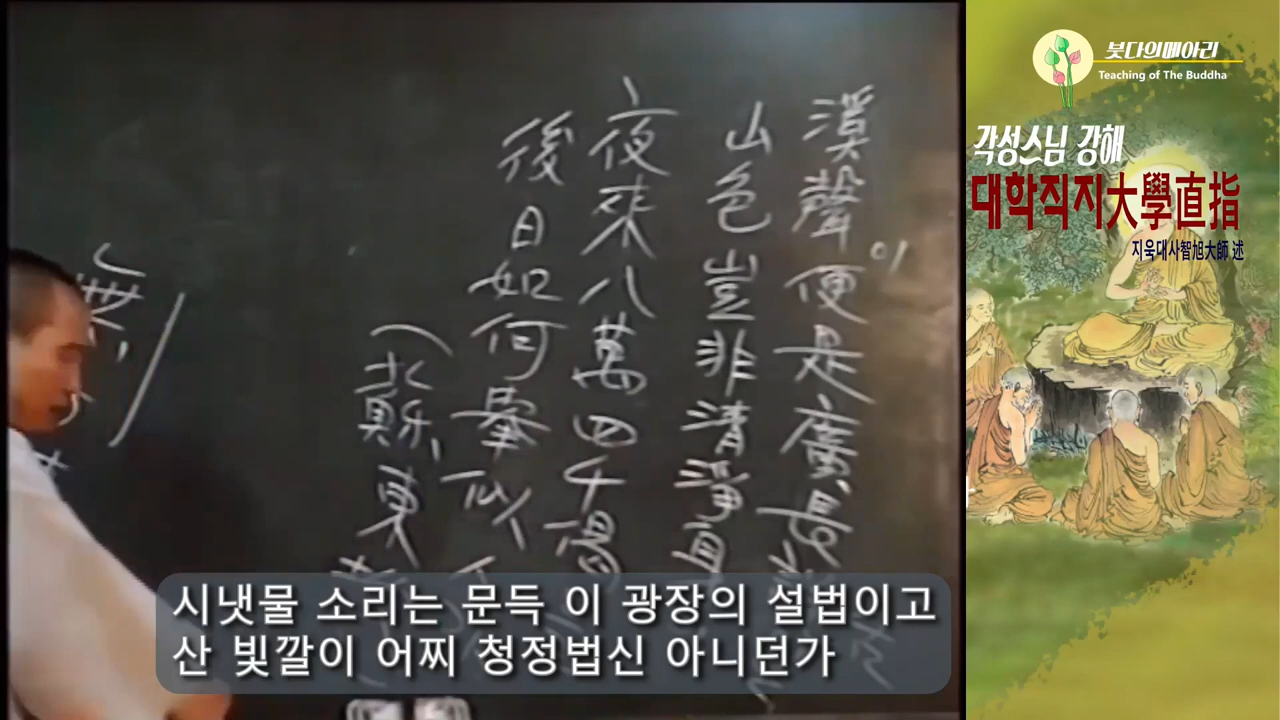 溪聲便是廣長舌
이
山色豈非清淨身
夜來八萬四千偈
後日如何擧似
東
시냇물 소리는 문득 이 광장의 설법이고
산 빛깔이 어찌 청정법신 아니던가
붓다의메아리
Teaching of The Buddha
각성스님 강해
대학직지大學直指
지욱대사智旭大師 述